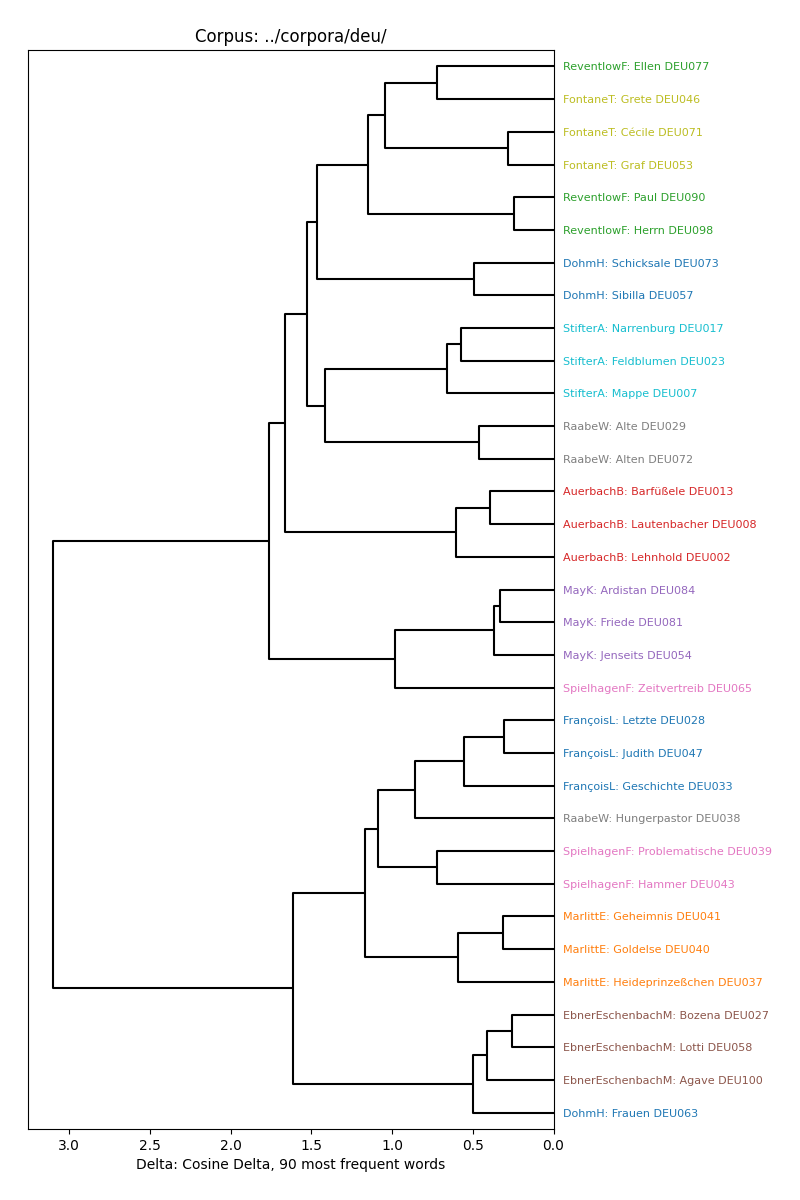 Corpus: ../corpora/deu/
ReventlowF: Ellen DEU077
FontaneT: Grete DEU046
FontaneT: Cécile DEU071
FontaneT: Graf DEU053
ReventlowF: Paul DEU090
ReventlowF: Herrn DEU098
DohmH: Schicksale DEU073
DohmH: Sibilla DEU057
StifterA: Narrenburg DEU017
StifterA: Feldblumen DEU023
StifterA: Mappe DEU007
RaabeW: Alte DEU029
RaabeW: Alten DEU072
AuerbachB: Barfüßele DEU013
AuerbachB: Lautenbacher DEU008
AuerbachB: Lehnhold DEU002
MayK: Ardistan DEU084
MayK: Friede DEU081
MayK: Jenseits DEU054
SpielhagenF: Zeitvertreib DEU065
FrançoisL: Letzte DEU028
FrançoisL: Judith DEU047
FrançoisL: Geschichte DEU033
RaabeW: Hungerpastor DEU038
SpielhagenF: Problematische DEU039
SpielhagenF: Hammer DEU043
MarlittE: Geheimnis DEU041
MarlittE: Goldelse DEU040
MarlittE: Heideprinzeßchen DEU037
EbnerEschenbachM: Bozena DEU027
EbnerEschenbachM: Lotti DEU058
EbnerEschenbachM: Agave DEU100
DohmH: Frauen DEU063
3.0 2.5 2.0 1.5 1.0 0.5 0.0
Delta: Cosine Delta, 90 most frequent words